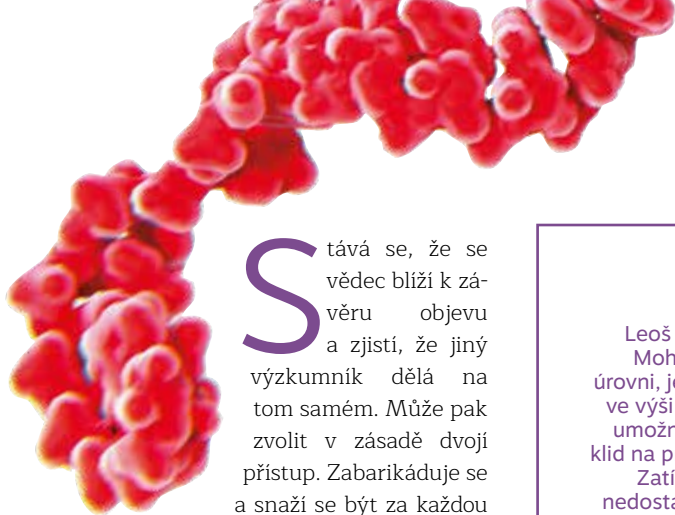 Stává se, že se
vědec blíží k zá-
věru objevu
a zjistí, že jiný
výzkumník dělá na
tom samém. Může pak
zvolit v zásadě dvojí
přístup. Zabarikáduje se
a snaží se být za každou
Leoš
Moh
úrovni, je
ve výši
umožn
klid na p
Zatí
nedosta